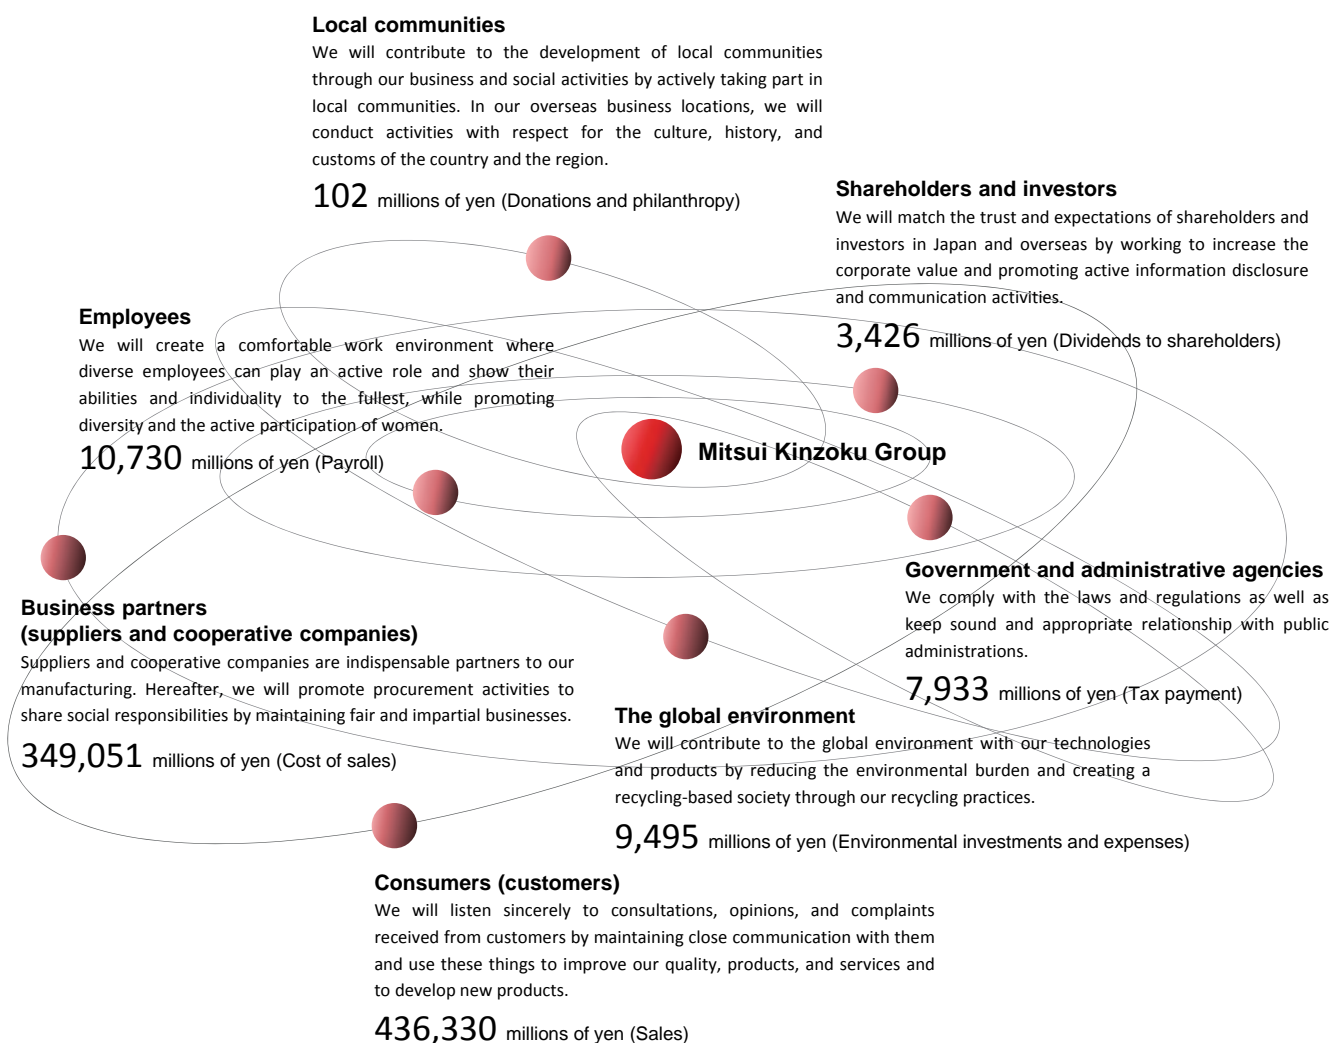 Local communities
We will contribute to the development of local communities
through our business and social activities by actively taking part in
local communities. In our overseas business locations, we will
conduct activities with respect for the culture, history, and
customs of the country and the region.
102 millions of yen (Donations and philanthropy)
Shareholders and investors
We will match the trust and expectations of shareholders and
investors in Japan and overseas by working to increase the
corporate value and promoting active information disclosure
and communication activities.
3,426 millions of yen (Dividends to shareholders)
Employees
We will create a comfortable work environment where
diverse employees can play an active role and show their
abilities and individuality to the fullest, while promoting
diversity and the active participation of women.
10,730 millions of yen (Payroll)
Mitsui Kinzoku Group
Government and administrative agencies
We comply with the laws and regulations as well as
keep sound and appropriate relationship with public
administrations.
7,933 millions of yen (Tax payment)
Business partners
(suppliers and cooperative companies)
Suppliers and cooperative companies are indispensable partners to our
manufacturing. Hereafter, we will promote procurement activities to
share social responsibilities by maintaining fair and impartial businesses.
349,051 millions of yen (Cost of sales)
The global environment
We will contribute to the global environment with our technologies
and products by reducing the environmental burden and creating a
recycling-based society through our recycling practices.
9,495 millions of yen (Environmental investments and expenses)
Consumers (customers)
We will listen sincerely to consultations, opinions, and complaints
received from customers by maintaining close communication with them
and use these things to improve our quality, products, and services and
to develop new products.
436,330 millions of yen (Sales)